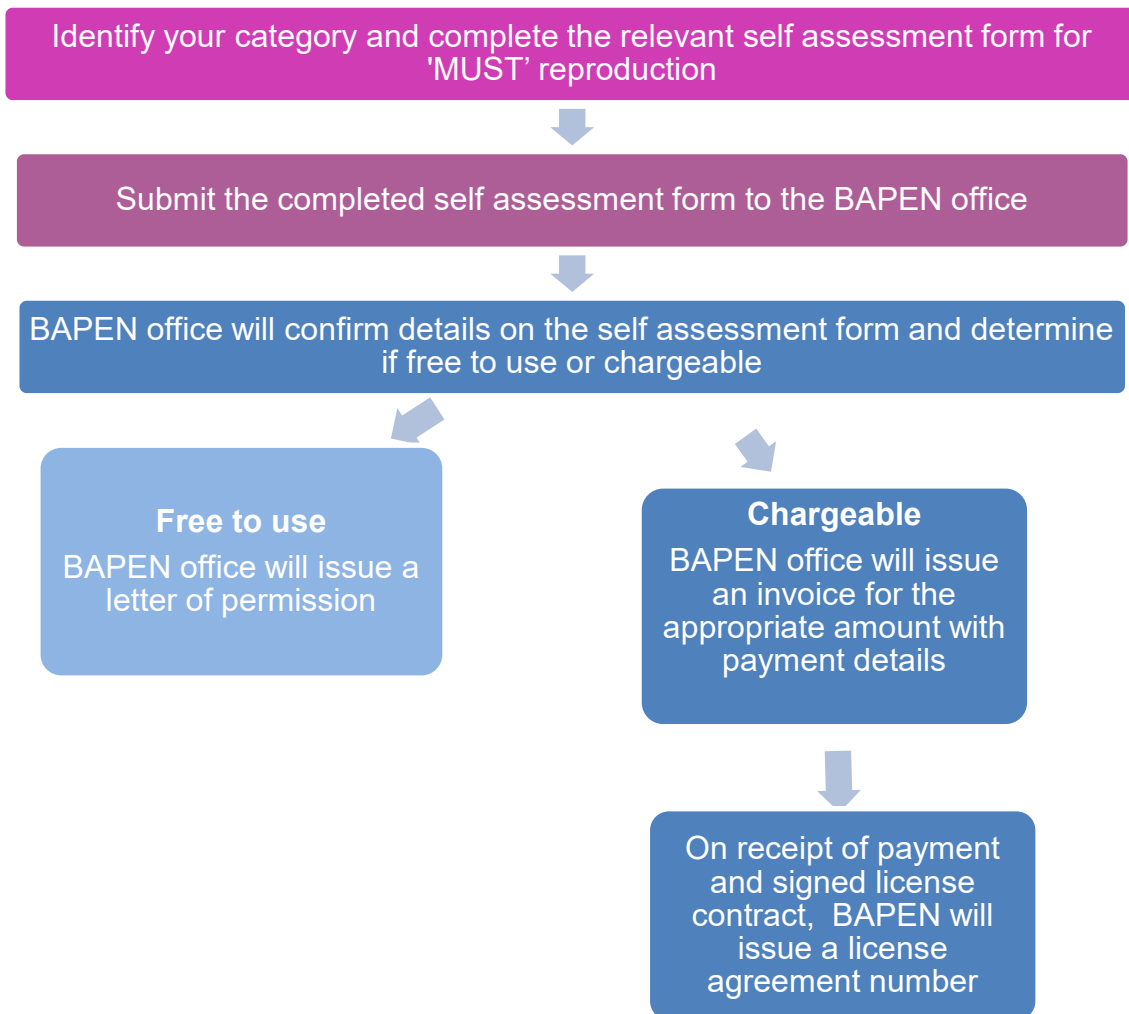 Identify your category and complete the relevant self assessment form for
'MUST’ reproduction
Submit the completed self assessment form to the BAPEN office
BAPEN office will confirm details on the self assessment form and determine
if free to use or chargeable
Free to use
BAPEN office will issue a
letter of permission
Chargeable
BAPEN office will issue
an invoice for the
appropriate amount with
payment details
On receipt of payment
and signed license
contract,  BAPEN will
issue a license
agreement number